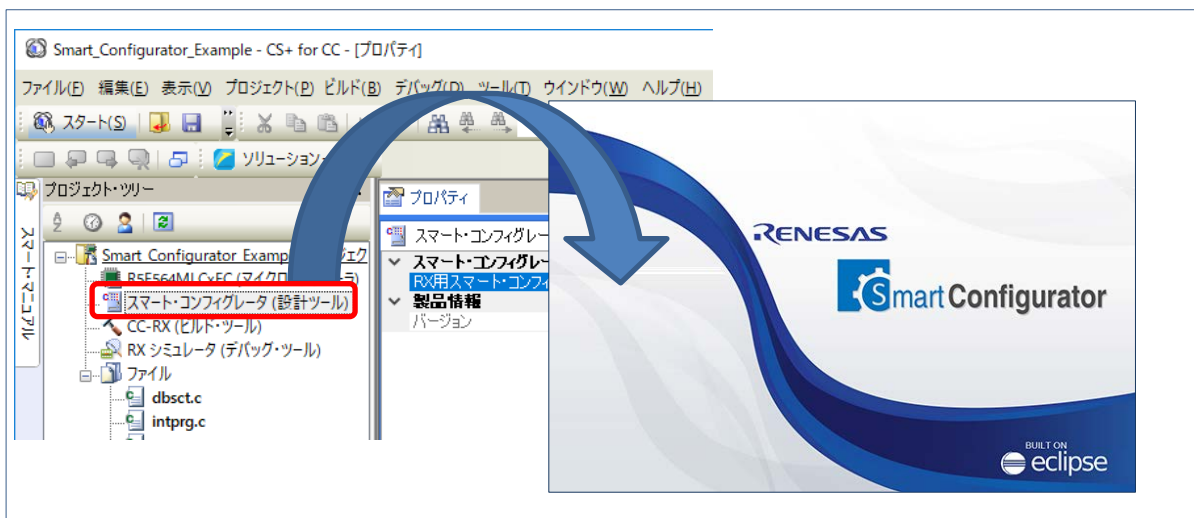 Smart_Configurator_Example - CS+ for CC - [プロパティ]
ファイル(F) 編集(E) 表示(V) プロジェクト(P) ビルド(B) デバッグ(D) ツール(T) ウインドウ(W) ヘルプ(H)
スタート(S)
ソリューション
プロジェクト・ツリー
スマート・マニュアル
Smart_Configurator_Examp
R5F564MLCxFC (マイクロ
スマート・コンフィグレータ (設計ツール)
CC-RX (ビルド・ツール)
RX シミュレータ (デバッグ・ツール)
ファイル
dbsct.c
intprg.c
プロパティ
スマート・コンフィグレー
スマート・コンフィグレー
RX用スマート・コンフィ
製品情報
バージョン
RENESAS
Smart Configurator
BUILT ON
eclipse